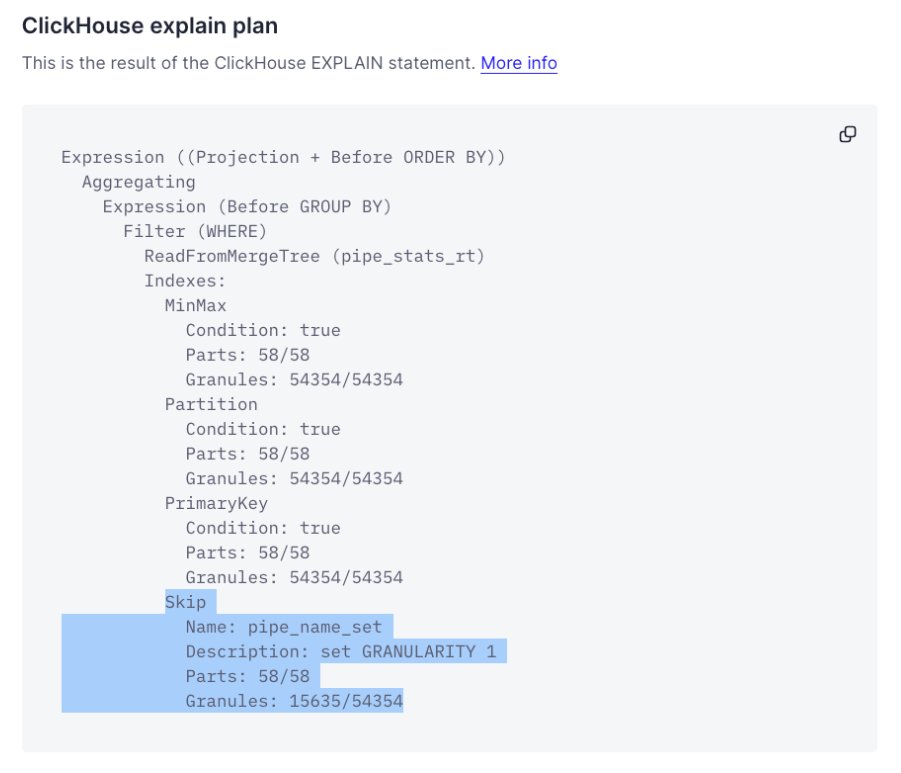 ClickHouse explain plan
This is the result of the ClickHouse EXPLAIN statement. More info
Expression ((Projection + Before ORDER BY))
Aggregating
Expression (Before GROUP BY)
Filter (WHERE)
ReadFromMergeTree (pipe_stats_rt)
Indexes:
MinMax
Condition: true
Parts: 58/58
Granules: 54354/54354
Partition
Condition: true
Parts: 58/58
Granules: 54354/54354
PrimaryKey
Condition: true
Parts: 58/58
Granules: 54354/54354
Skip
Name: pipe_name_set
Description: set GRANULARITY 1
Parts: 58/58
Granules: 15635/54354